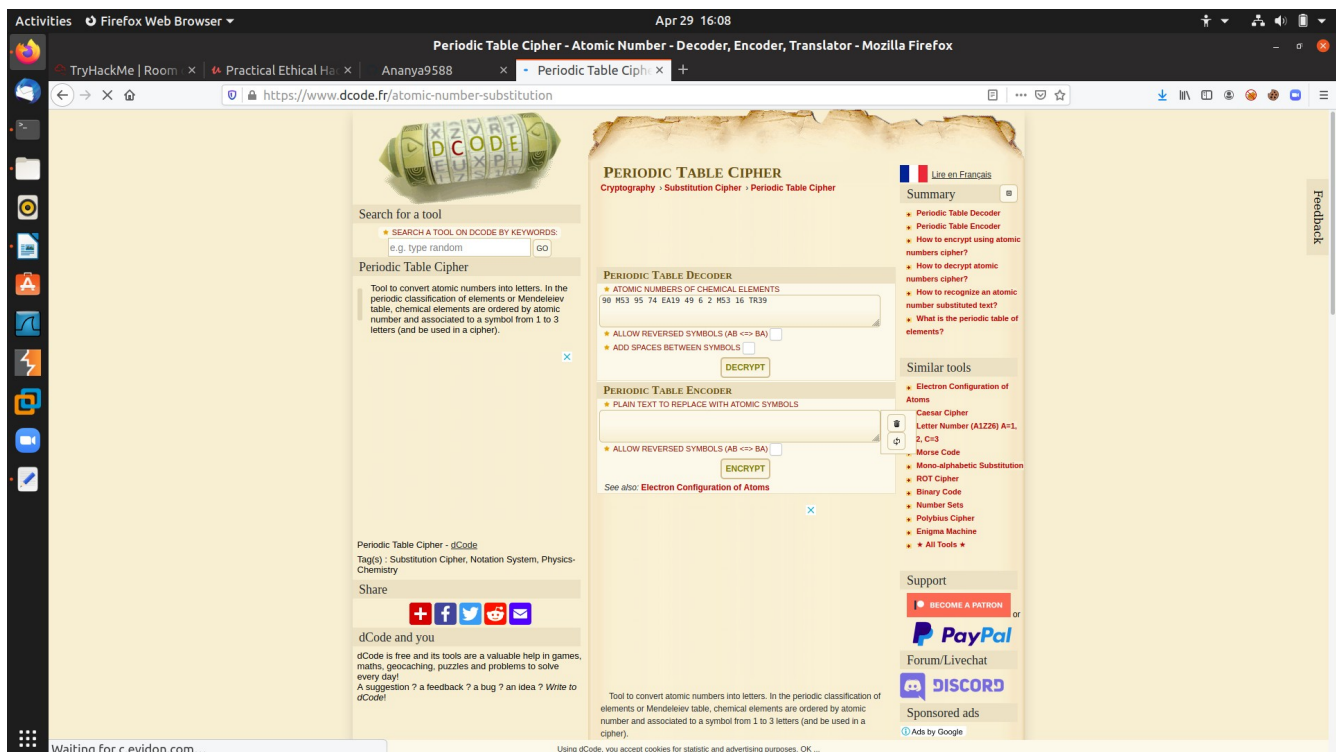 Activities Firefox Web Browser Apr 29 16:08
Periodic Table Cipher - Atomic Number - Decoder, Encoder, Translator - Mozilla Firefox
TryHackMe | Room Practical Ethical Hac Ananya9588 Periodic Table Ciphe
https://www.dcode.fr/atomic-number-substitution
DCODE
Search for a tool
SEARCH A TOOL ON DCODE BY KEYWORDS:
e.g. type random GO
Periodic Table Cipher
Tool to convert atomic numbers into letters. In the
periodic classification of elements or Mendeleiev
table, chemical elements are ordered by atomic
number and associated to a symbol from 1 to 3
letters (and be used in a cipher).
Periodic Table Cipher - dCode
Tag(s) : Substitution Cipher, Notation System, Physics-
Chemistry
Share
dCode and you
dCode is free and its tools are a valuable help in games,
maths, geocaching, puzzles and problems to solve
every day!
A suggestion ? a feedback ? a bug ? an idea ? Write to
dCode!
PERIODIC TABLE CIPHER
Cryptography › Substitution Cipher › Periodic Table Cipher
PERIODIC TABLE DECODER
ATOMIC NUMBERS OF CHEMICAL ELEMENTS
90 M53 95 74 EA19 49 6 2 M53 16 TR39
ALLOW REVERSED SYMBOLS (AB <=> BA)
ADD SPACES BETWEEN SYMBOLS
DECRYPT
PERIODIC TABLE ENCODER
PLAIN TEXT TO REPLACE WITH ATOMIC SYMBOLS
ALLOW REVERSED SYMBOLS (AB <=> BA)
ENCRYPT
See also: Electron Configuration of Atoms
Tool to convert atomic numbers into letters. In the periodic classification of
elements or Mendeleiev table, chemical elements are ordered by atomic
number and associated to a symbol from 1 to 3 letters (and be used in a
cipher).
Lire en Français
Summary
Periodic Table Decoder
Periodic Table Encoder
How to encrypt using atomic
numbers cipher?
How to decrypt atomic
numbers cipher?
How to recognize an atomic
number substituted text?
What is the periodic table of
elements?
Similar tools
Electron Configuration of
Atoms
Caesar Cipher
Letter Number (A1Z26) A=1,
2, C=3
Morse Code
Mono-alphabetic Substitution
ROT Cipher
Binary Code
Number Sets
Polybius Cipher
Enigma Machine
★ All Tools ★
Support
BECOME A PATRON or
PayPal
Forum/Livechat
DISCORD
Sponsored ads
Ads by Google
Feedback
Waiting for c.evidon.com...
Using dCode, you accept cookies for statistic and advertising purposes. OK ...